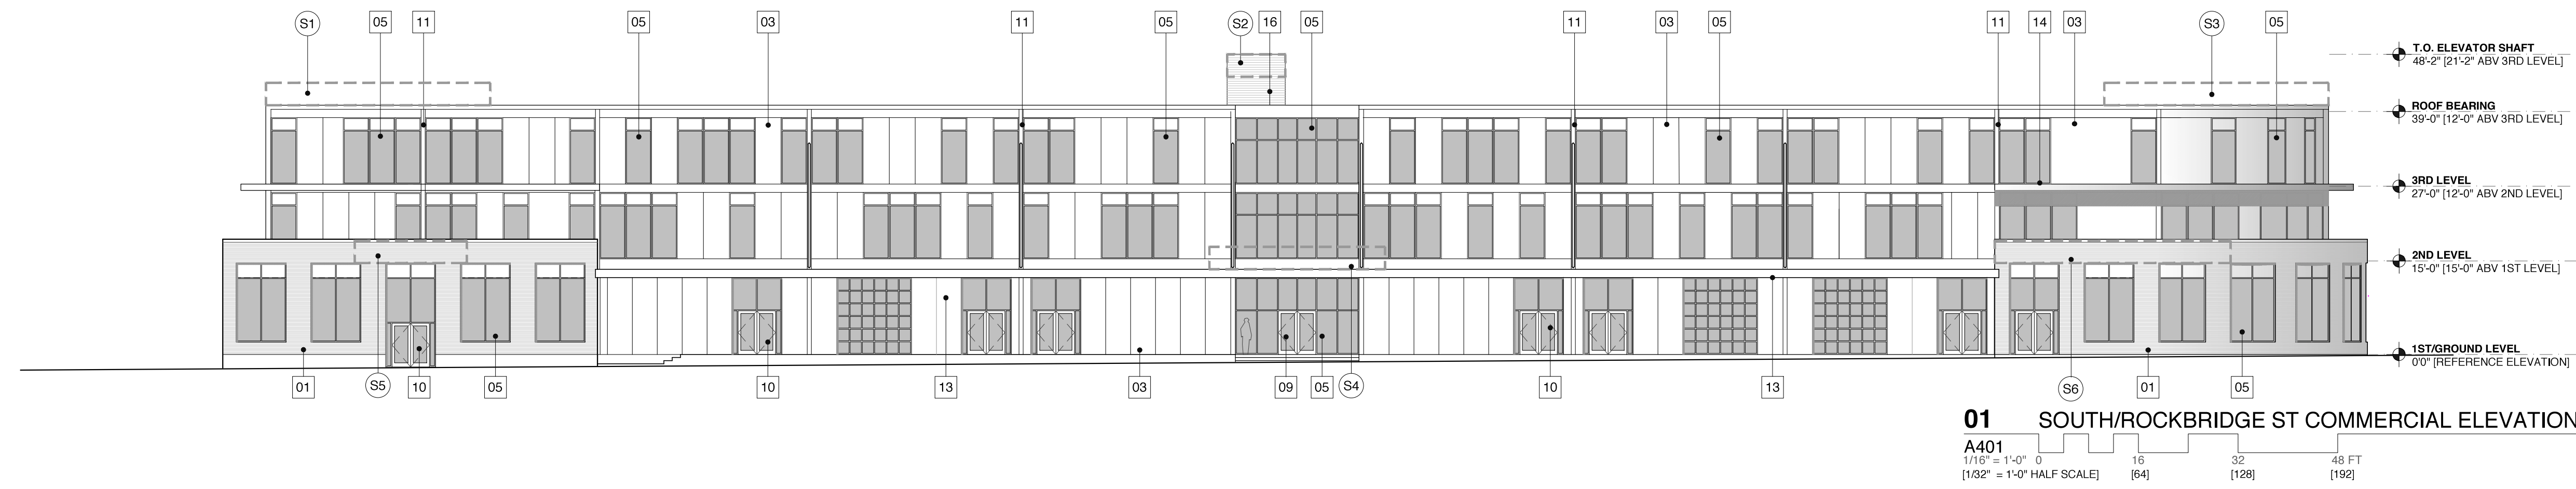 S1 05 11 05 03 11 05 S2 16 05 11 03 05 11 14 03 S3 05
T.O. ELEVATOR SHAFT
48'-2" [21'-2" ABV 3RD LEVEL]
ROOF BEARING
39'-0" [12'-0" ABV 3RD LEVEL]
3RD LEVEL
27'-0" [12'-0" ABV 2ND LEVEL]
2ND LEVEL
15'-0" [15'-0" ABV 1ST LEVEL]
1ST/GROUND LEVEL
0'0" [REFERENCE ELEVATION]
01 S5 10 05 10 13 03 09 05 S4 10 13 S6 01 05
01 SOUTH/ROCKBRIDGE ST COMMERCIAL ELEVATION
A401
1/16" = 1'-0" 0 16 32 48 FT
[1/32" = 1'-0" HALF SCALE] [64] [128] [192]